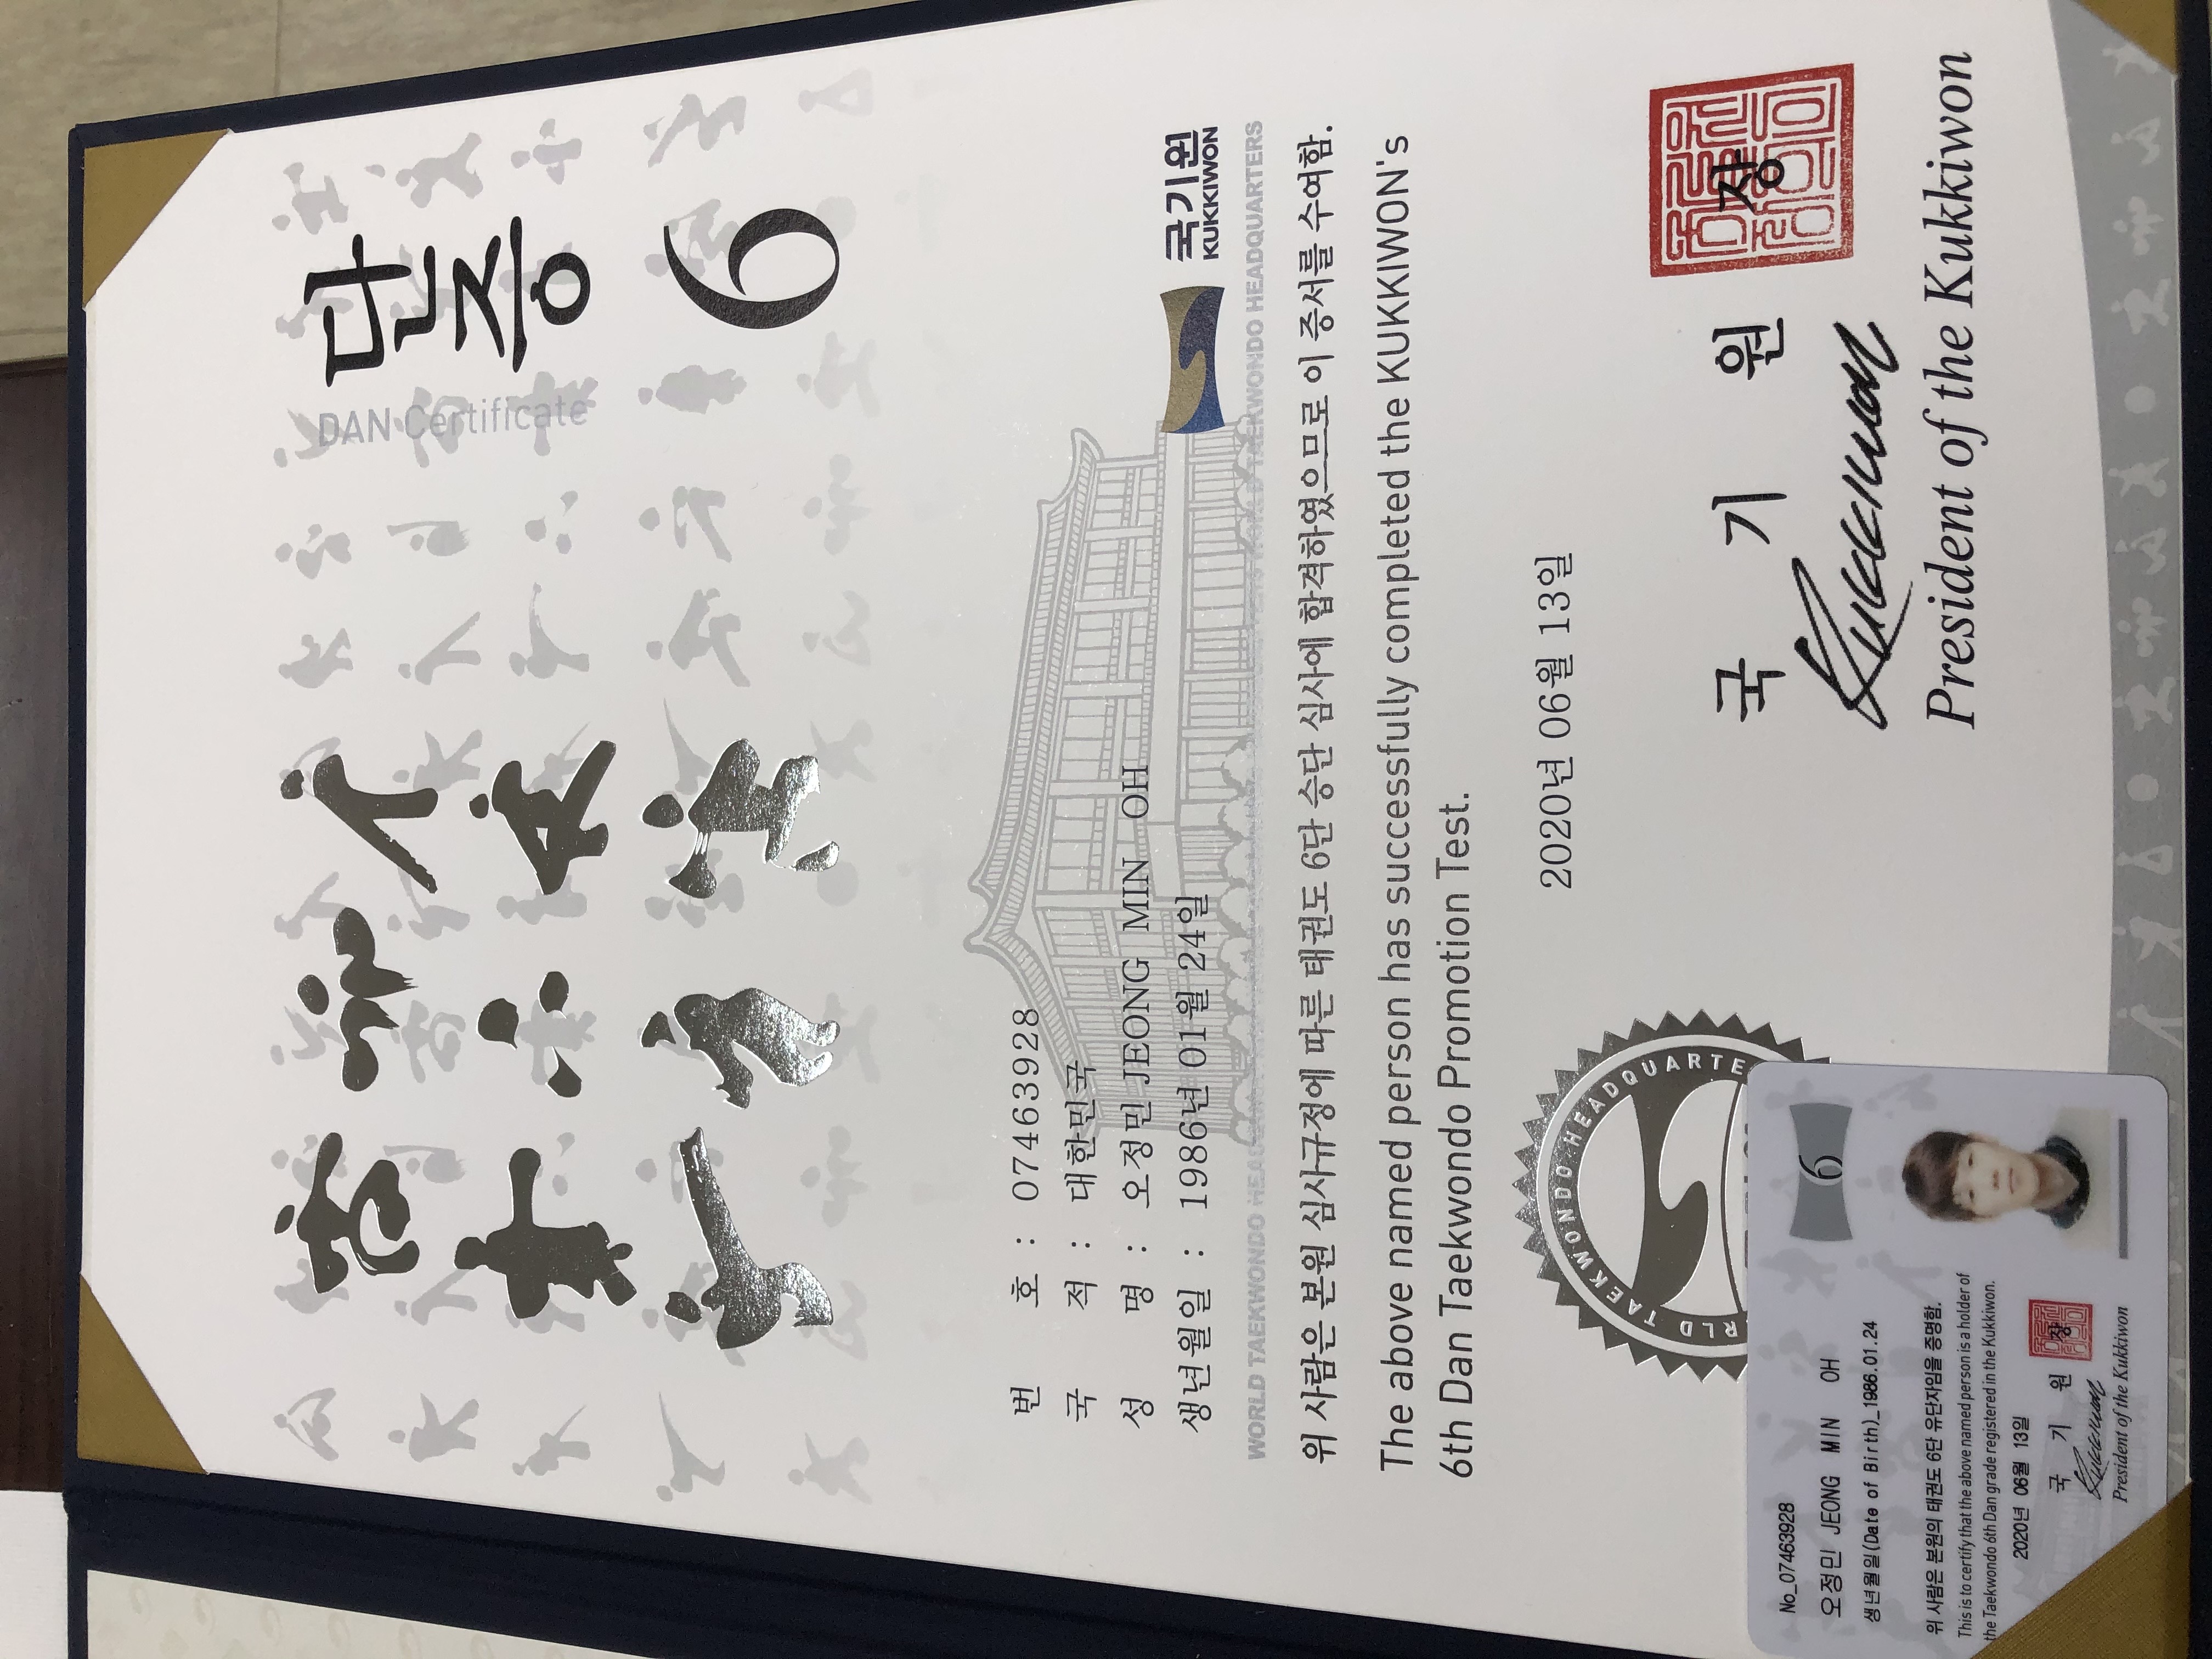 단증
DAN Certificate
6
국기원
KUKKIWON
번 호 : 07463928
국 적 : 대한민국
성 명 : 오정민 JEONG MIN OH
생년월일 : 1986년 01월 24일
WORLD TAEKWONDO HEADQUARTERS
위 사람은 본원 심사규정에 따른 태권도 6단 승단 심사에 합격하였으므로 이 증서를 수여함.
The above named person has successfully completed the KUKKIWON's
6th Dan Taekwondo Promotion Test.
2020년 06월 13일
국 기 원 장
Kukkiwon
President of the Kukkiwon
RLD TAEKWONDO HEADQUARTE
6
No_07463928
오정민 JEONG MIN OH
생년월일(Date of Birth)_1986.01.24
위 사람은 본원의 태권도 6단 유단자임을 증명함.
This is to certify that the above named person is a holder of
the Taekwondo 6th Dan grade registered in the Kukkiwon.
2020년 06월 13일
국 기 원 장
Kukkiwon
President of the Kukkiwon